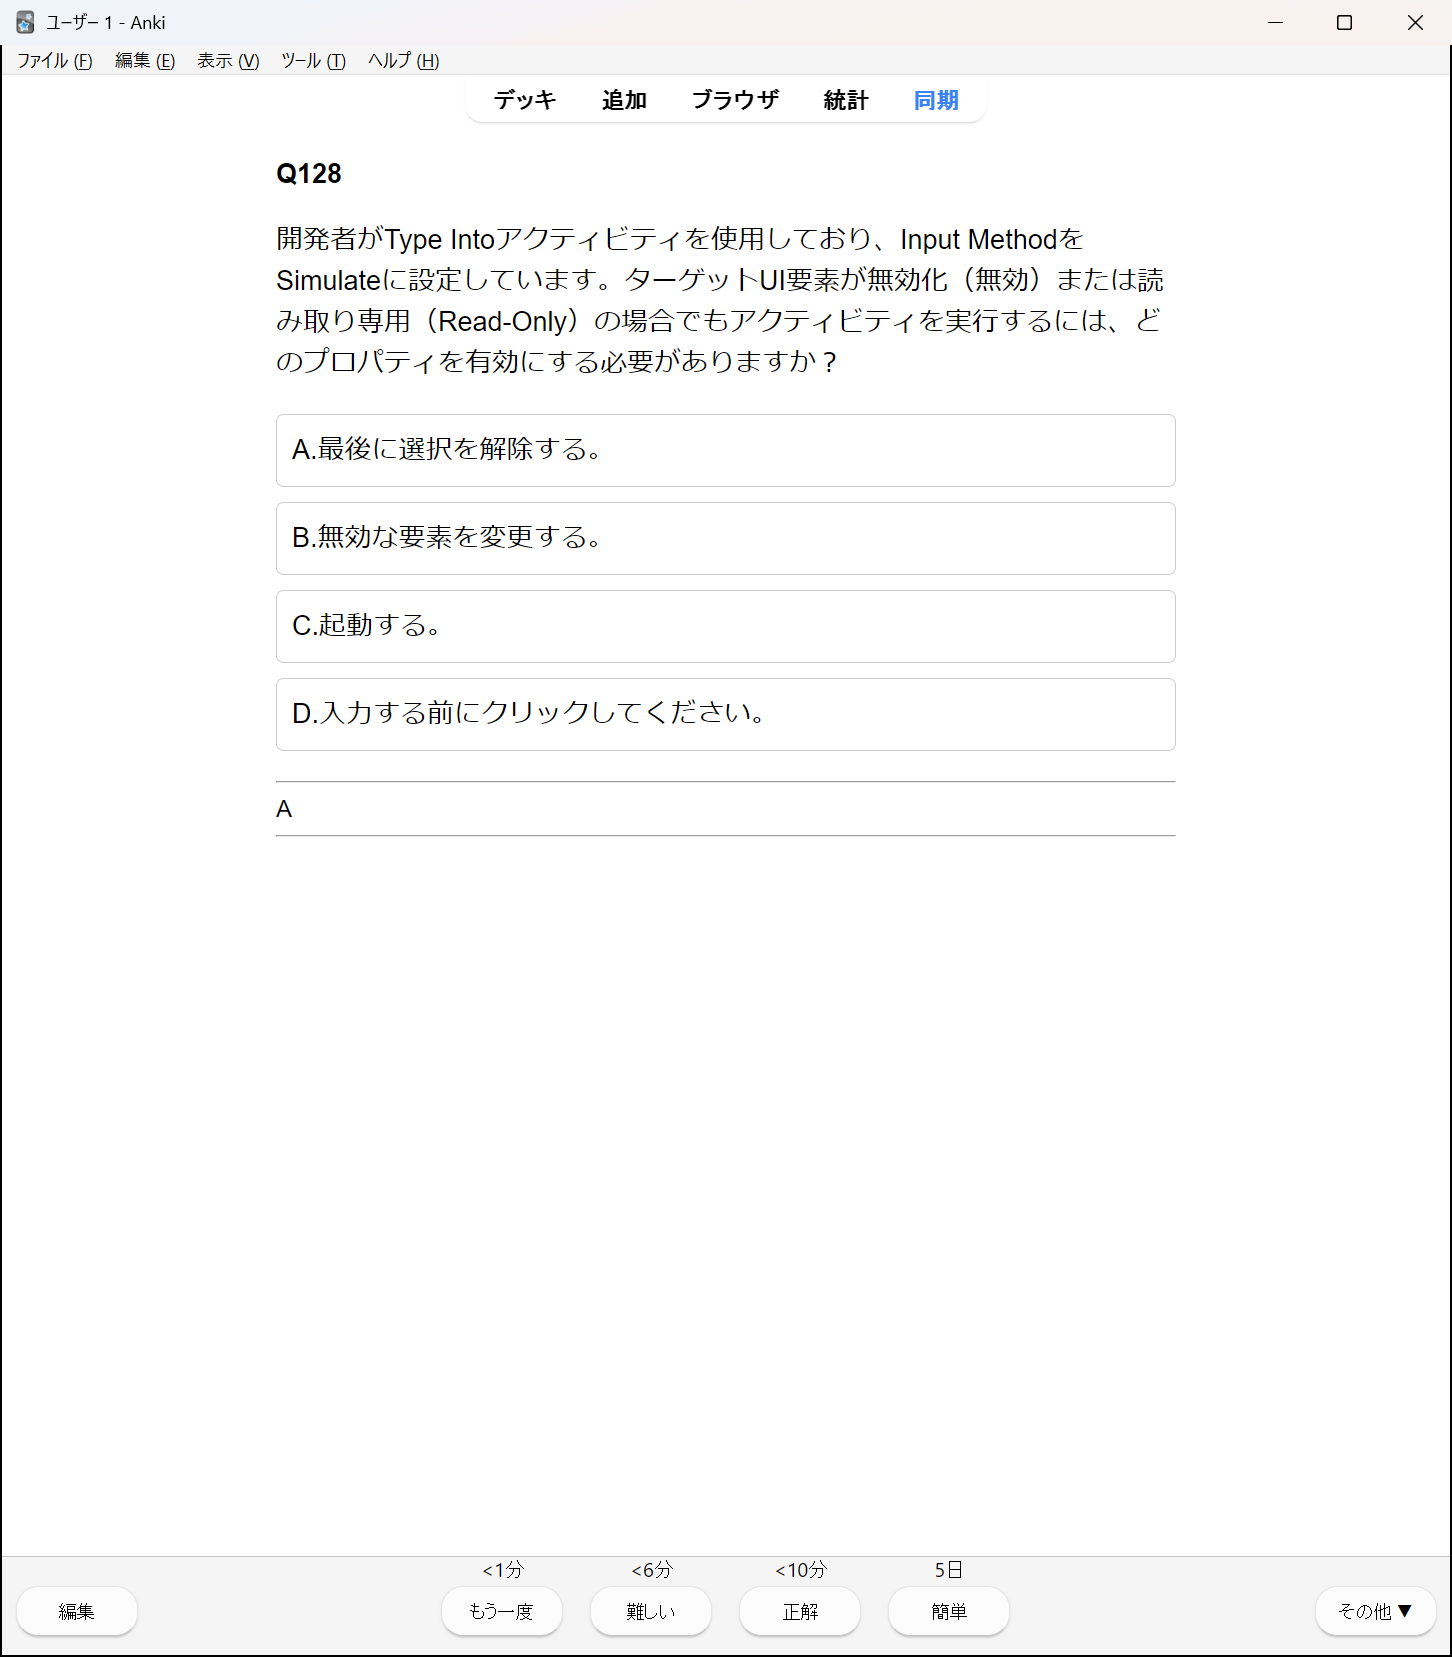 ユーザー 1 - Anki
ファイル (F) 編集 (E) 表示 (V) ツール (T) ヘルプ (H)
デッキ 追加 ブラウザ 統計 同期
Q128
開発者がType Intoアクティビティを使用しており、Input Methodを
Simulateに設定しています。ターゲットUI要素が無効化（無効）または読
み取り専用（Read-Only）の場合でもアクティビティを実行するには、ど
のプロパティを有効にする必要がありますか？
A.最後に選択を解除する。
B.無効な要素を変更する。
C.起動する。
D.入力する前にクリックしてください。
A
<1分 <6分 <10分 5日
編集 もう一度 難しい 正解 簡単 その他 ▼